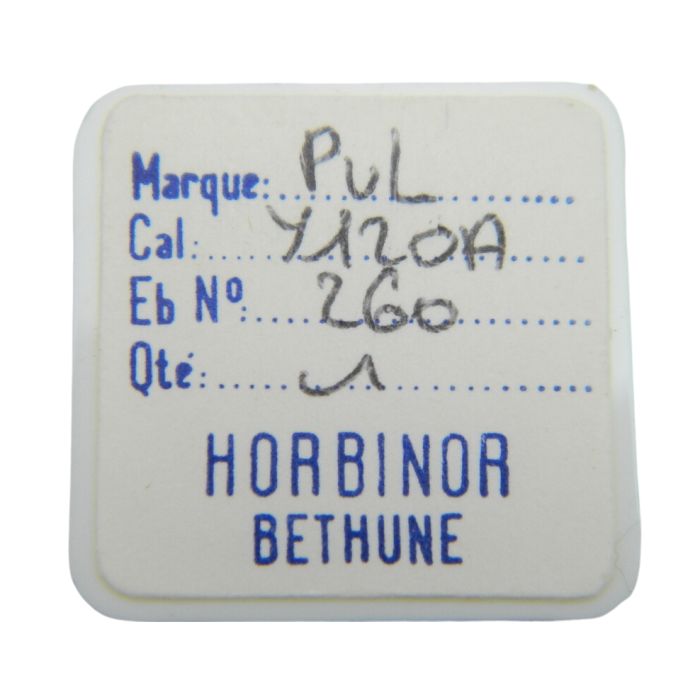 Marque: PUL
Cal: Y120A
Eb Nº: 260
Qté: 1
HORBINOR
BETHUNE